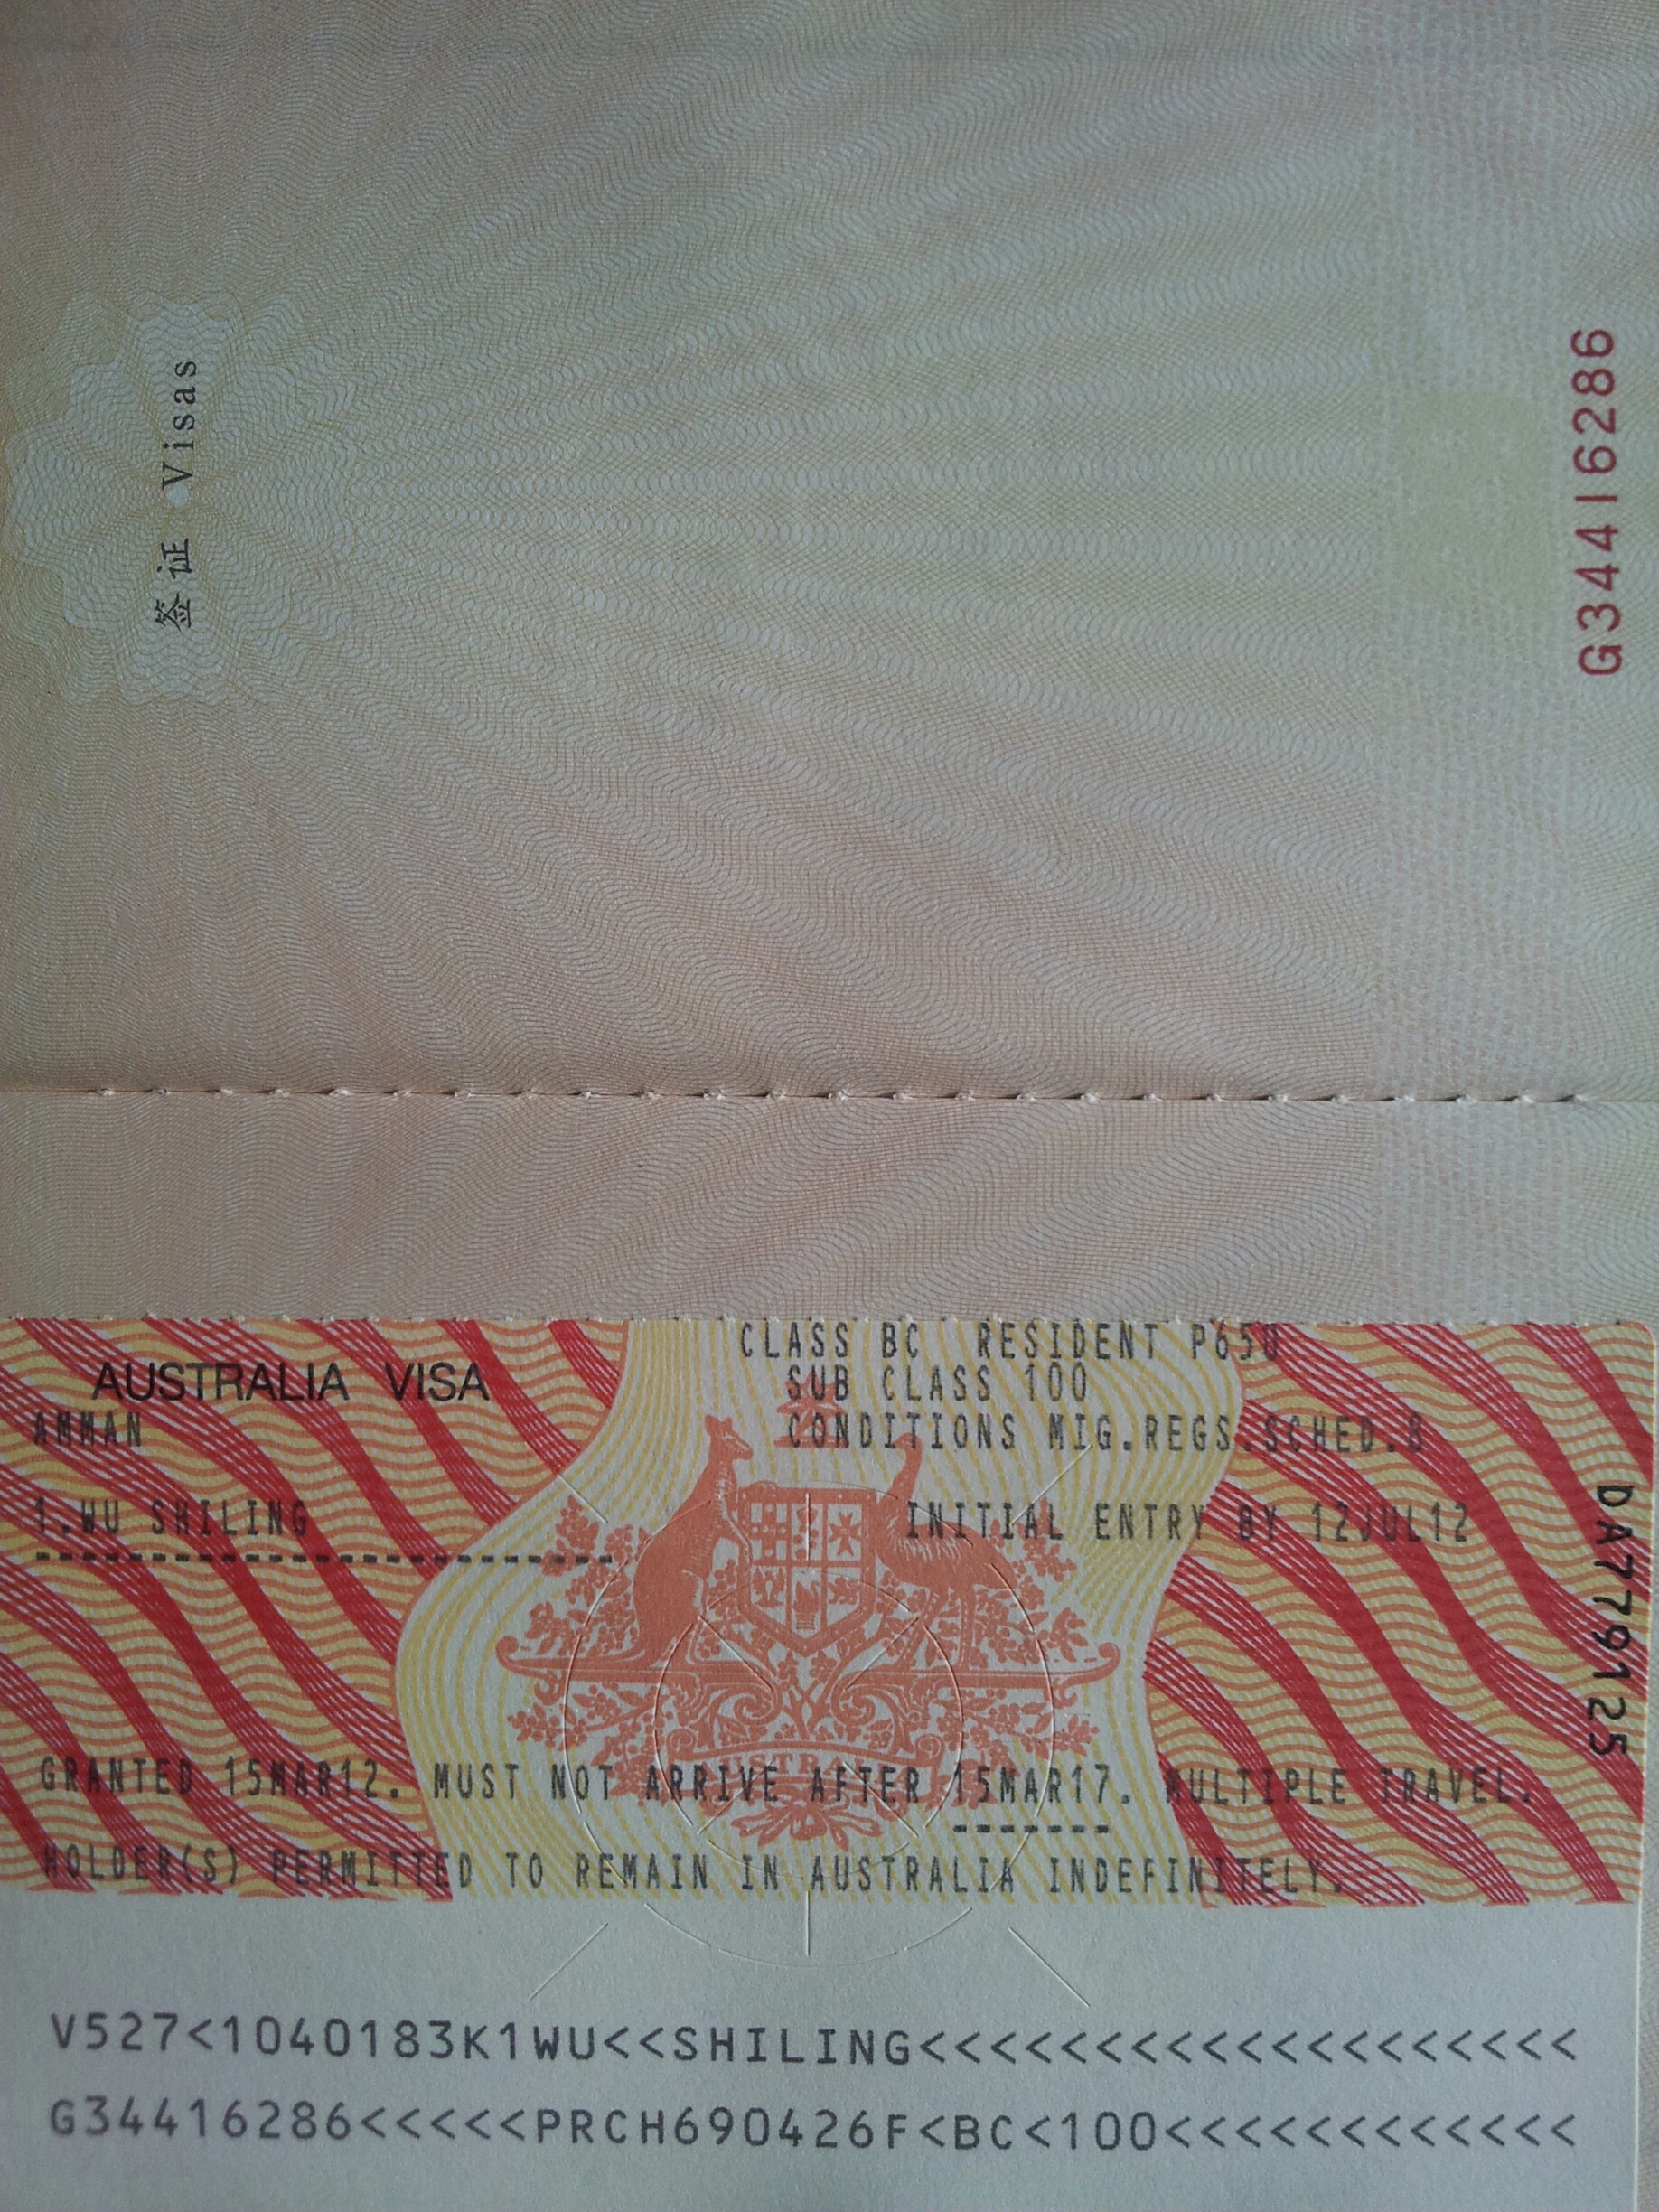 签证 Visas
G34416286
CLASS BC RESIDENT P650
AUSTRALIA VISA
SUB CLASS 100
AMMAN
CONDITIONS MIG.REGS.SCHED.8
1.WU SHILING
INITIAL ENTRY BY 12JUL12
DA779125
AUSTRALIA
GRANTED 15MAR12. MUST NOT ARRIVE AFTER 15MAR17. MULTIPLE TRAVEL.
HOLDER(S) PERMITTED TO REMAIN IN AUSTRALIA INDEFINITELY.
V527<1040183K1WU<<SHILING<<<<<<<<<<<<<<<<<<<
G34416286<<<<<PRCH690426F<BC<100<<<<<<<<<<<<